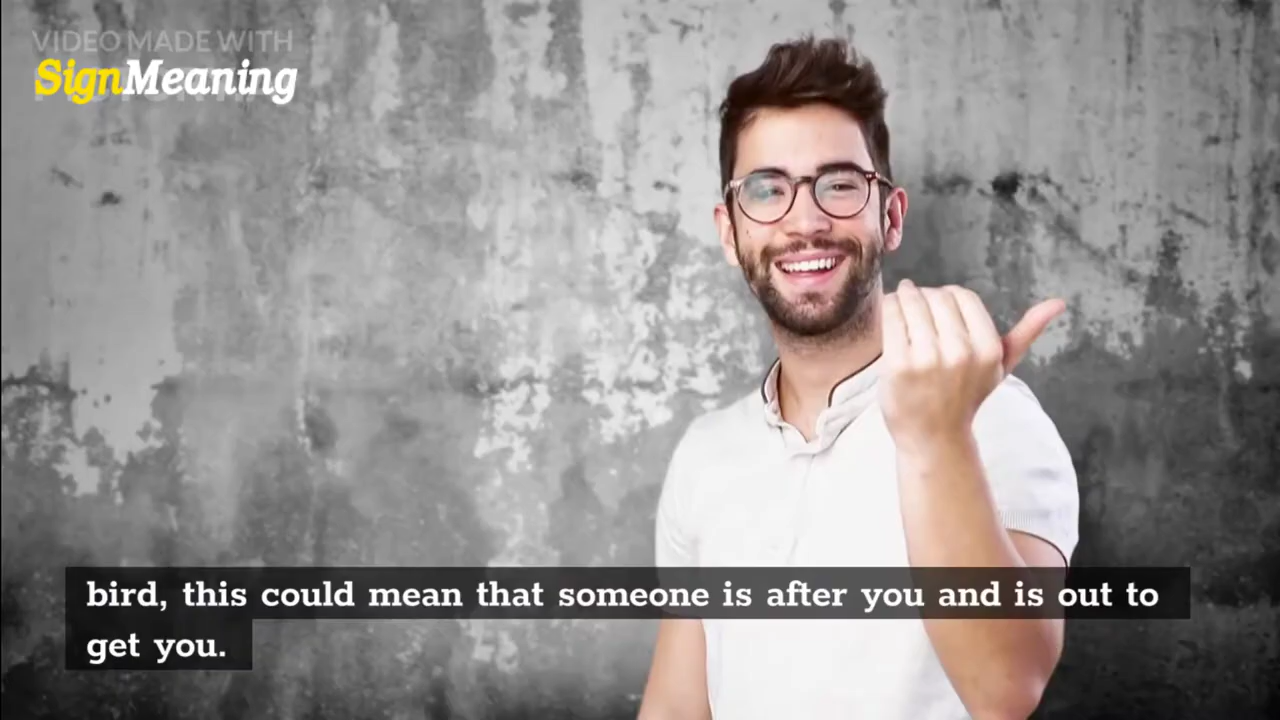 VIDEO MADE WITH
SignMeaning
bird, this could mean that someone is after you and is out to
get you.